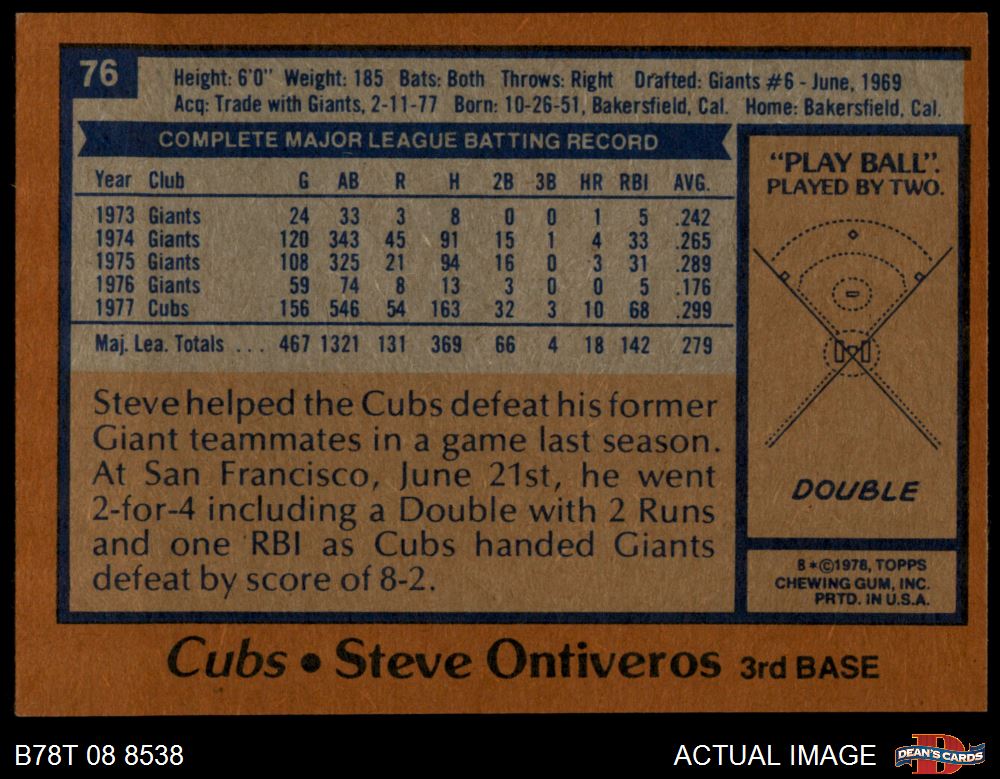 76
Height: 6'0" Weight: 185 Bats: Both Throws: Right Drafted: Giants #6 - June, 1969
Acq: Trade with Giants, 2-11-77 Born: 10-26-51, Bakersfield, Cal. Home: Bakersfield, Cal.
COMPLETE MAJOR LEAGUE BATTING RECORD
Year Club G AB R H 2B 3B HR RBI AVG.
1973 Giants 24 33 3 8 0 0 1 5 .242
1974 Giants 120 343 45 91 15 1 4 33 .265
1975 Giants 108 325 21 94 16 0 3 31 .289
1976 Giants 59 74 8 13 3 0 0 5 .176
1977 Cubs 156 546 54 163 32 3 10 68 .299
Maj. Lea. Totals . . . 467 1321 131 369 66 4 18 142 279
Steve helped the Cubs defeat his former
Giant teammates in a game last season.
At San Francisco, June 21st, he went
2-for-4 including a Double with 2 Runs
and one RBI as Cubs handed Giants
defeat by score of 8-2.
"PLAY BALL".
PLAYED BY TWO.
DOUBLE
B*©1978, TOPPS
CHEWING GUM, INC.
PRTD. IN U.S.A.
Cubs • Steve Ontiveros 3rd BASE
B78T 08 8538
ACTUAL IMAGE
D
DEAN'S CARDS